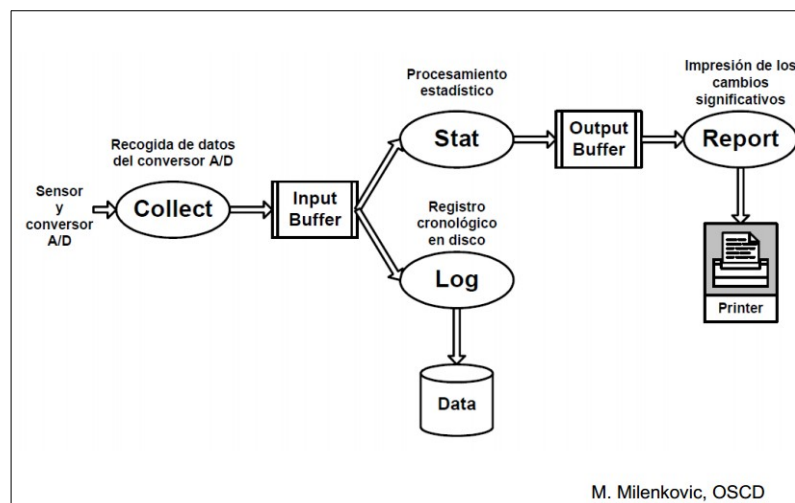 Sensor
y
conversor
A/D
Recogida de datos
del conversor A/D
Collect
Input
Buffer
Procesamiento
estadístico
Stat
Registro
cronológico
en disco
Log
Data
Output
Buffer
Impresión de los
cambios
significativos
Report
Printer
M. Milenkovic, OSCD